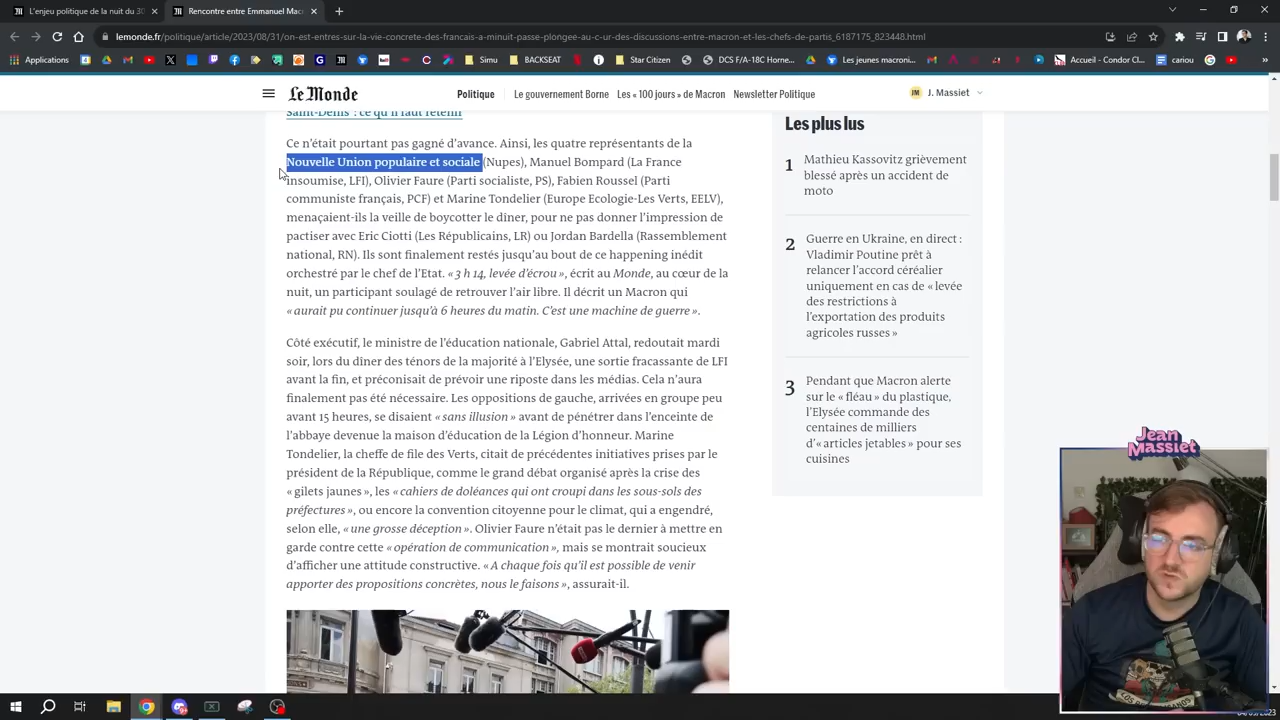 L'enjeu politique de la nuit du 30
Rencontre entre Emmanuel Mac
lemonde.fr/politique/article/2023/08/31/on-est-entres-sur-la-vie-concrete-des-francais-a-minuit-passe-plongee-au-c-ur-des-discussions-entre-macron-et-les-chefs-de-partis_6187175_823448.html
Applications
Simu
BACKSEAT
Star Citizen
DCS F/A-18C Horne...
Les jeunes macroni...
Accueil - Condor Cl...
cariou
Le Monde
Politique
Le gouvernement Borne
Les « 100 jours » de Macron
Newsletter Politique
JM
J. Massiet
Saint-Denis : ce qu'il faut retenir
Ce n'était pourtant pas gagné d'avance. Ainsi, les quatre représentants de la
Nouvelle Union populaire et sociale (Nupes), Manuel Bompard (La France
insoumise, LFI), Olivier Faure (Parti socialiste, PS), Fabien Roussel (Parti
communiste français, PCF) et Marine Tondelier (Europe Ecologie-Les Verts, EELV),
menaçaient-ils la veille de boycotter le dîner, pour ne pas donner l'impression de
pactiser avec Eric Ciotti (Les Républicains, LR) ou Jordan Bardella (Rassemblement
national, RN). Ils sont finalement restés jusqu'au bout de ce happening inédit
orchestré par le chef de l'Etat. « 3 h 14, levée d'écrou », écrit au Monde, au cœur de la
nuit, un participant soulagé de retrouver l'air libre. Il décrit un Macron qui
« aurait pu continuer jusqu'à 6 heures du matin. C'est une machine de guerre ».
Côté exécutif, le ministre de l'éducation nationale, Gabriel Attal, redoutait mardi
soir, lors du dîner des ténors de la majorité à l'Elysée, une sortie fracassante de LFI
avant la fin, et préconisait de prévoir une riposte dans les médias. Cela n'aura
finalement pas été nécessaire. Les oppositions de gauche, arrivées en groupe peu
avant 15 heures, se disaient « sans illusion » avant de pénétrer dans l'enceinte de
l'abbaye devenue la maison d'éducation de la Légion d'honneur. Marine
Tondelier, la cheffe de file des Verts, citait de précédentes initiatives prises par le
président de la République, comme le grand débat organisé après la crise des
« gilets jaunes », les « cahiers de doléances qui ont croupi dans les sous-sols des
préfectures », ou encore la convention citoyenne pour le climat, qui a engendré,
selon elle, « une grosse déception ». Olivier Faure n'était pas le dernier à mettre en
garde contre cette « opération de communication », mais se montrait soucieux
d'afficher une attitude constructive. « A chaque fois qu'il est possible de venir
apporter des propositions concrètes, nous le faisons », assurait-il.
Les plus lus
1
Mathieu Kassovitz grièvement
blessé après un accident de
moto
2
Guerre en Ukraine, en direct :
Vladimir Poutine prêt à
relancer l'accord céréalier
uniquement en cas de « levée
des restrictions à
l'exportation des produits
agricoles russes »
3
Pendant que Macron alerte
sur le « fléau » du plastique,
l'Elysée commande des
centaines de milliers
d'« articles jetables » pour ses
cuisines
Jean
Massiet